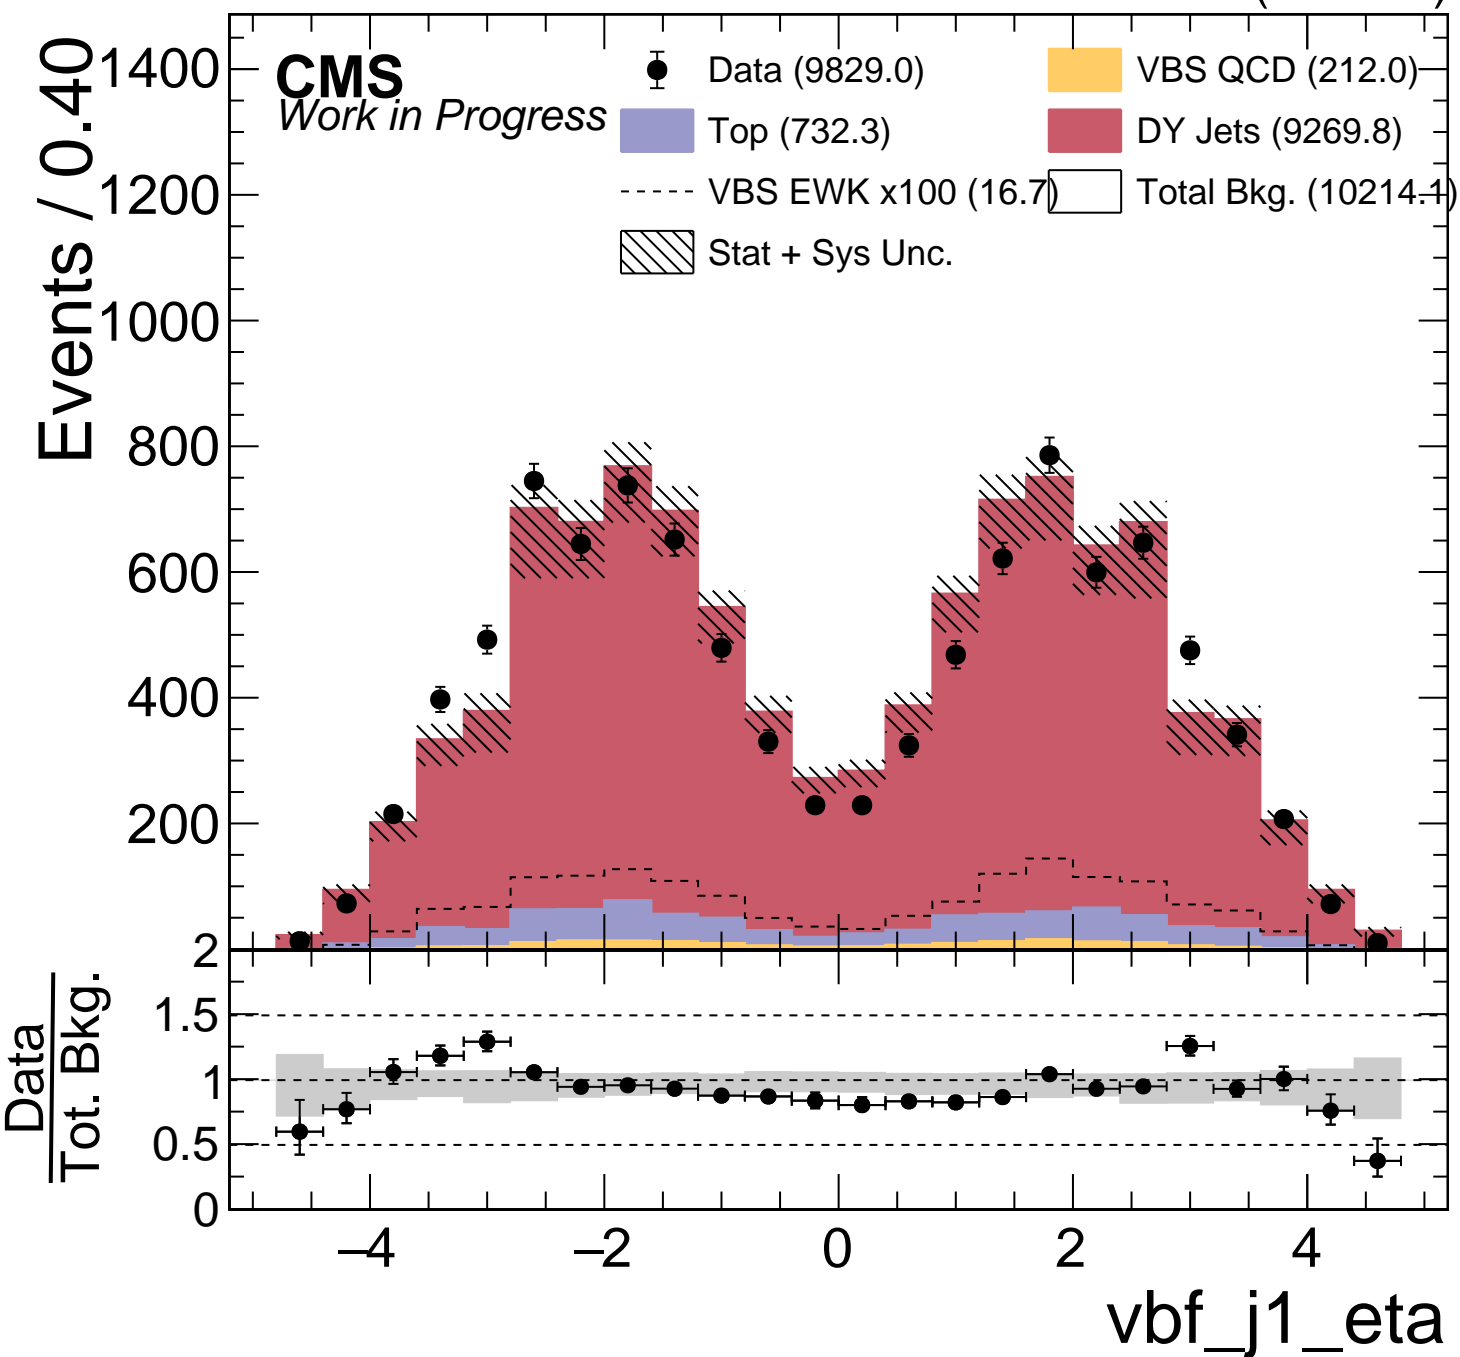 CMS
Work in Progress
Data (9829.0)
VBS QCD (212.0)
Top (732.3)
DY Jets (9269.8)
VBS EWK x100 (16.7)
Total Bkg. (10214.1)
Stat + Sys Unc.
Events / 0.40
1400
1200
1000
800
600
400
200
2
1.5
1
0.5
0
Data
Tot. Bkg.
−4
−2
0
2
4
vbf_j1_eta